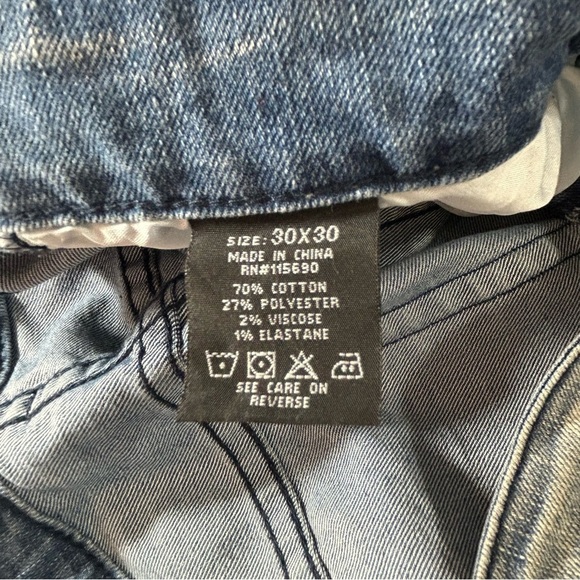 SIZE: 30X30
MADE IN CHINA
RN#115690
70% COTTON
27% POLYESTER
2% VISCOSE
1% ELASTANE
SEE CARE ON
REVERSE